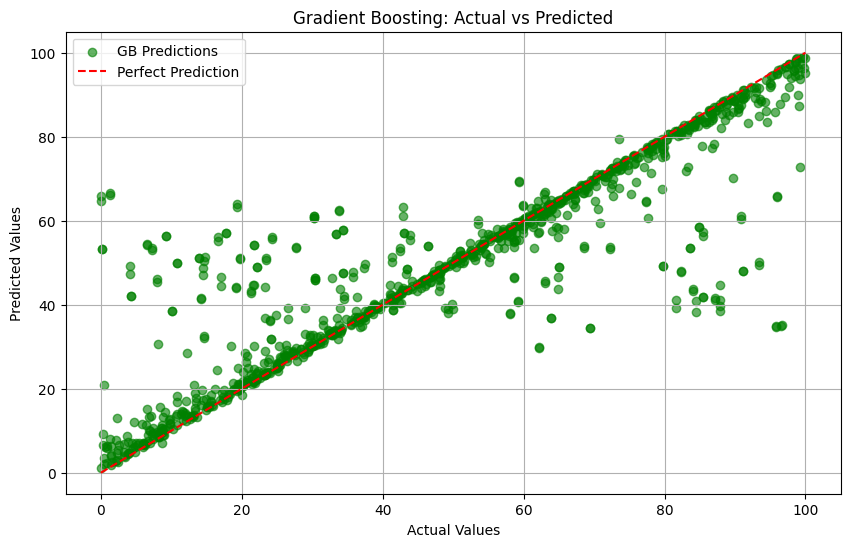 Gradient Boosting: Actual vs Predicted
GB Predictions
Perfect Prediction
100
80
60
40
20
0
Predicted Values
0 20 40 60 80 100
Actual Values